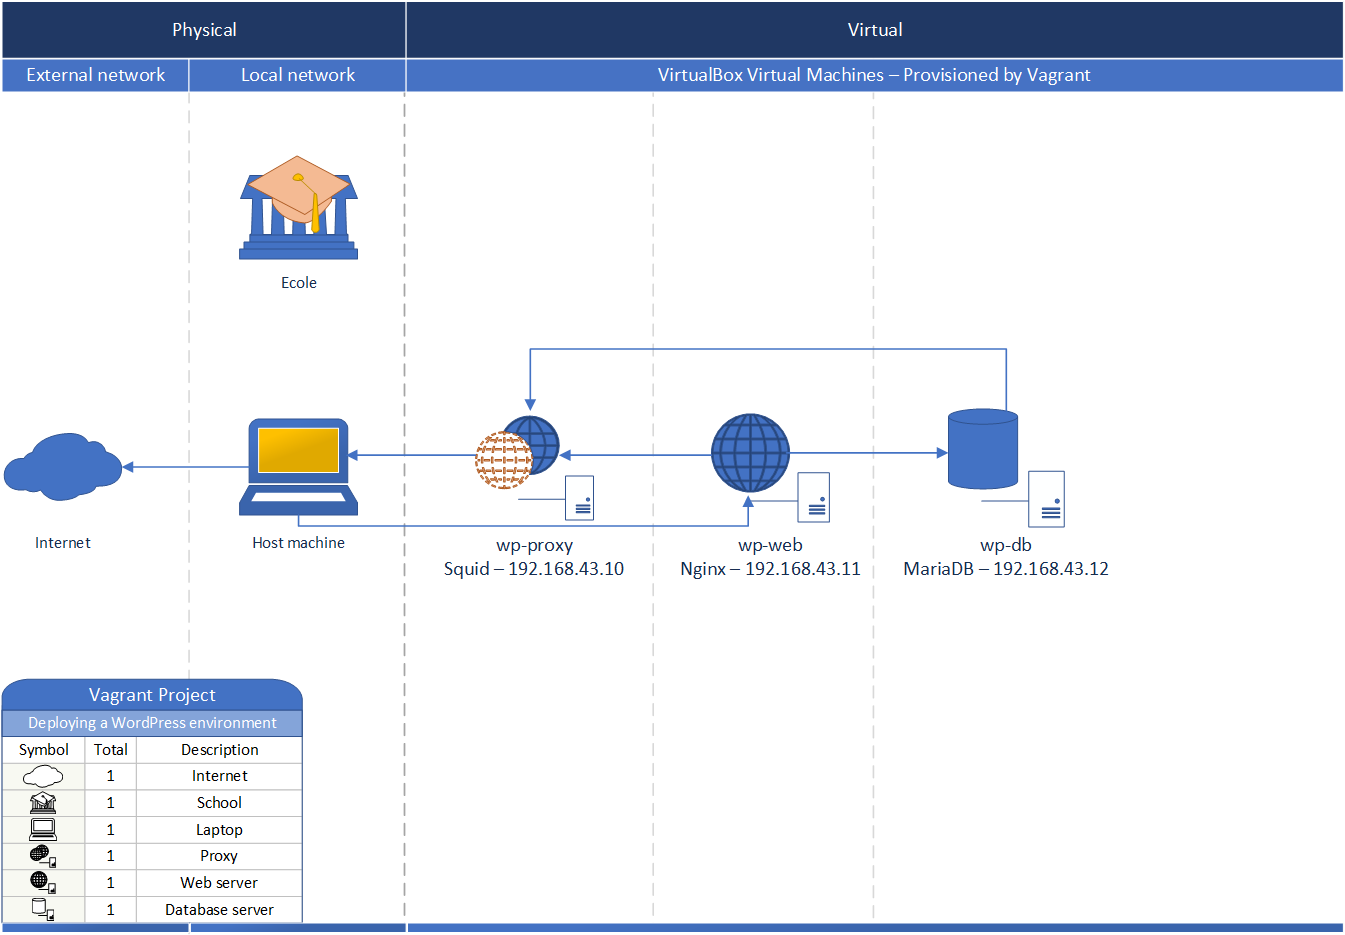 Physical
Virtual
External network
Local network
VirtualBox Virtual Machines – Provisioned by Vagrant
Ecole
Internet
Host machine
wp-proxy
Squid – 192.168.43.10
wp-web
Nginx – 192.168.43.11
wp-db
MariaDB – 192.168.43.12
Vagrant Project
Deploying a WordPress environment
Symbol Total Description
1 Internet
1 School
1 Laptop
1 Proxy
1 Web server
1 Database server